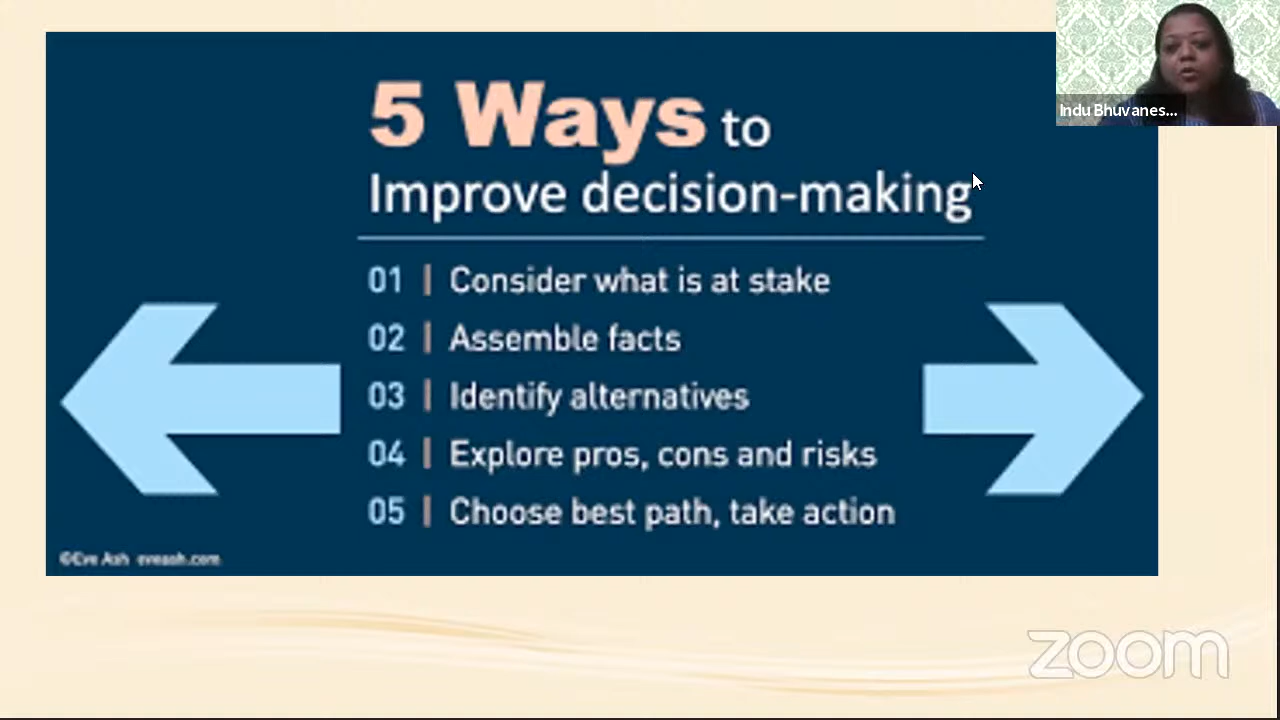 5 Ways to
Improve decision-making
01 | Consider what is at stake
02 | Assemble facts
03 | Identify alternatives
04 | Explore pros, cons and risks
05 | Choose best path, take action
©Eve Ash eveash.com
Indu Bhuvanes...
zoom